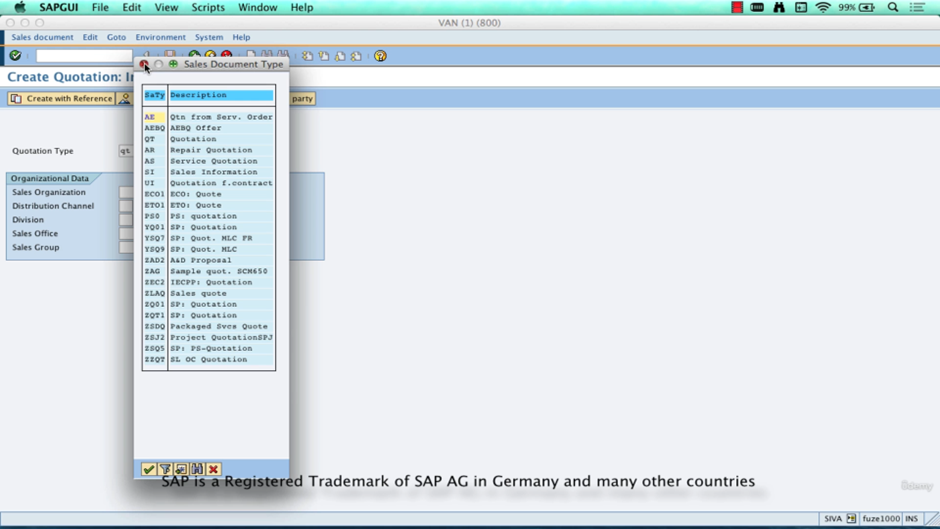 SAPGUI File Edit View Scripts Window Help 99%
VAN (1) (800)
Sales document Edit Goto Environment System Help
Sales Document Type
Create Quotation:
Create with Reference
party
Quotation Type qt
Organizational Data
Sales Organization
Distribution Channel
Division
Sales Office
Sales Group
SaTy Description
AE Qtn from Serv. Order
AEBQ AEBQ Offer
QT Quotation
AR Repair Quotation
AS Service Quotation
SI Sales Information
UI Quotation f.contract
ECO1 ECO: Quote
ETO1 ETO: Quote
PS0 PS: quotation
YQ01 SP: Quotation
YSQ7 SP: Quot. MLC FR
YSQ9 SP: Quot. MLC
ZAD2 A&D Proposal
ZAG Sample quot. SCM650
ZEC2 IECPP: Quotation
ZLAQ Sales quote
ZQ01 SP: Quotation
ZQT1 SP: Quotation
ZSDQ Packaged Svcs Quote
ZSJ2 Project QuotationSPJ
ZSQ5 SP: PS-Quotation
ZZQT SL OC Quotation
SAP is a Registered Trademark of SAP AG in Germany and many other countries
Udemy
SIVA fuze1000 INS